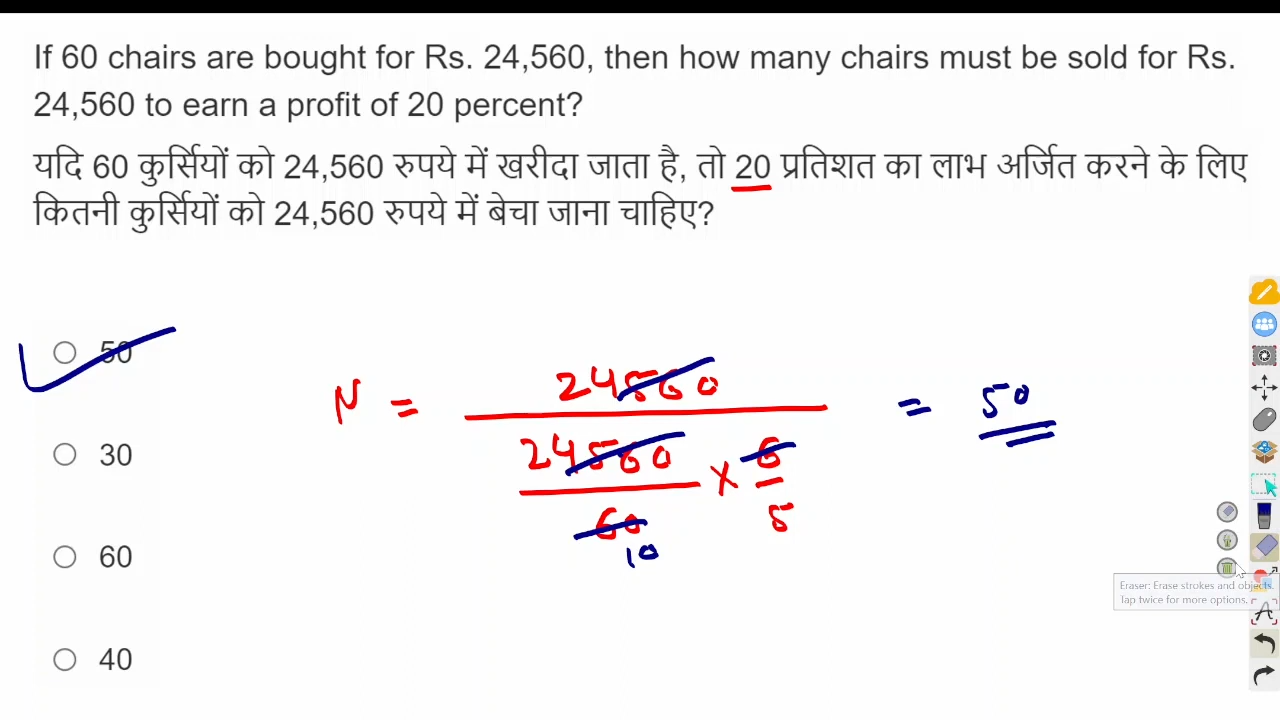 If 60 chairs are bought for Rs. 24,560, then how many chairs must be sold for Rs.
24,560 to earn a profit of 20 percent?
यदि 60 कुर्सियों को 24,560 रुपये में खरीदा जाता है, तो 20 प्रतिशत का लाभ अर्जित करने के लिए
कितनी कुर्सियों को 24,560 रुपये में बेचा जाना चाहिए?
50
30
60
40
N = 24560
24560 × 6
60 5
10
= 50
Eraser: Erase strokes and objects.
Tap twice for more options.